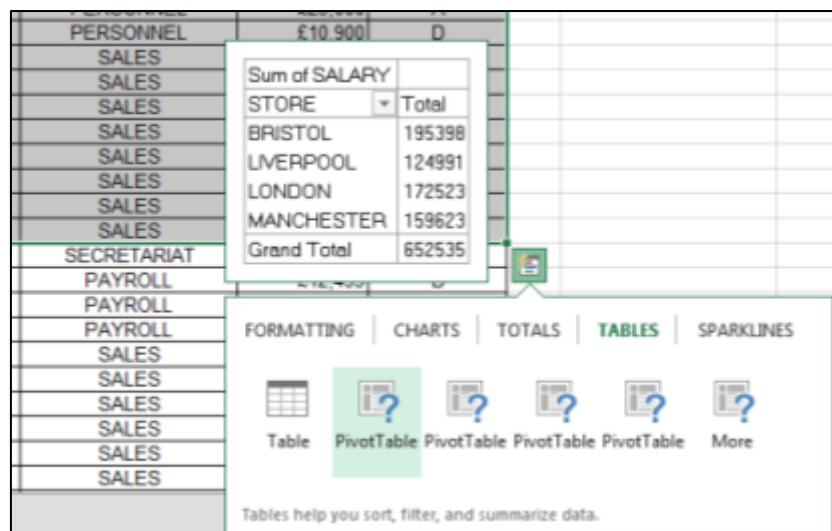 PERSONNEL £10,900 D
SALES
SALES
SALES
SALES
SALES
SALES
SALES
SALES
SECRETARIAT
PAYROLL
PAYROLL
PAYROLL
SALES
SALES
SALES
SALES
SALES
SALES
Sum of SALARY
STORE Total
BRISTOL 195398
LIVERPOOL 124991
LONDON 172523
MANCHESTER 159623
Grand Total 652535
FORMATTING CHARTS TOTALS TABLES SPARKLINES
Table PivotTable PivotTable PivotTable PivotTable More
Tables help you sort, filter, and summarize data.